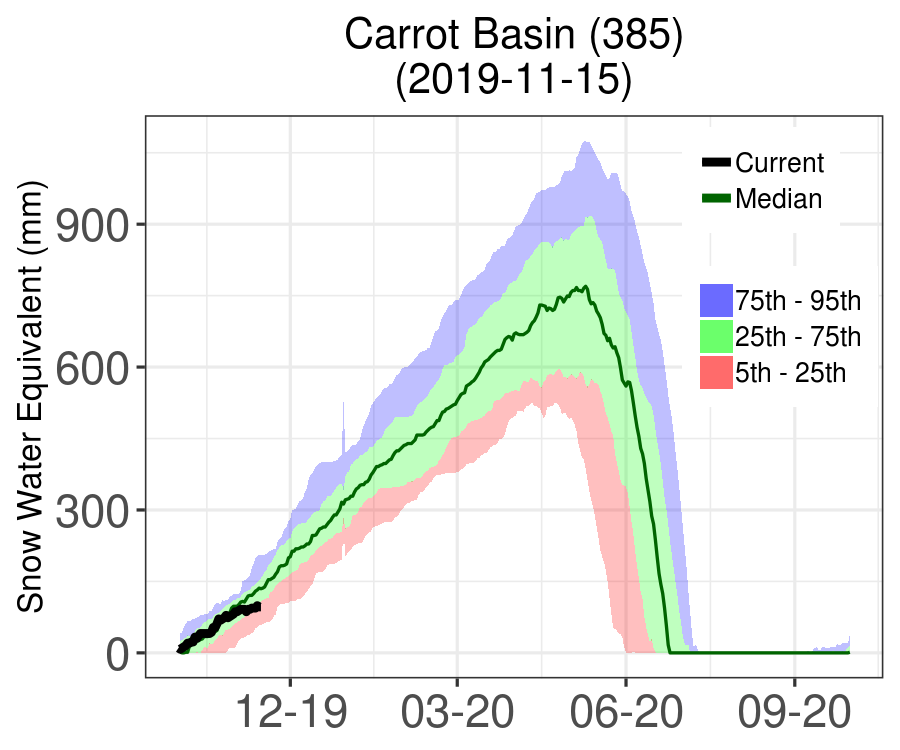 Carrot Basin (385)
(2019-11-15)
Snow Water Equivalent (mm)
900
600
300
0
12-19
03-20
06-20
09-20
Current
Median
75th - 95th
25th - 75th
5th - 25th